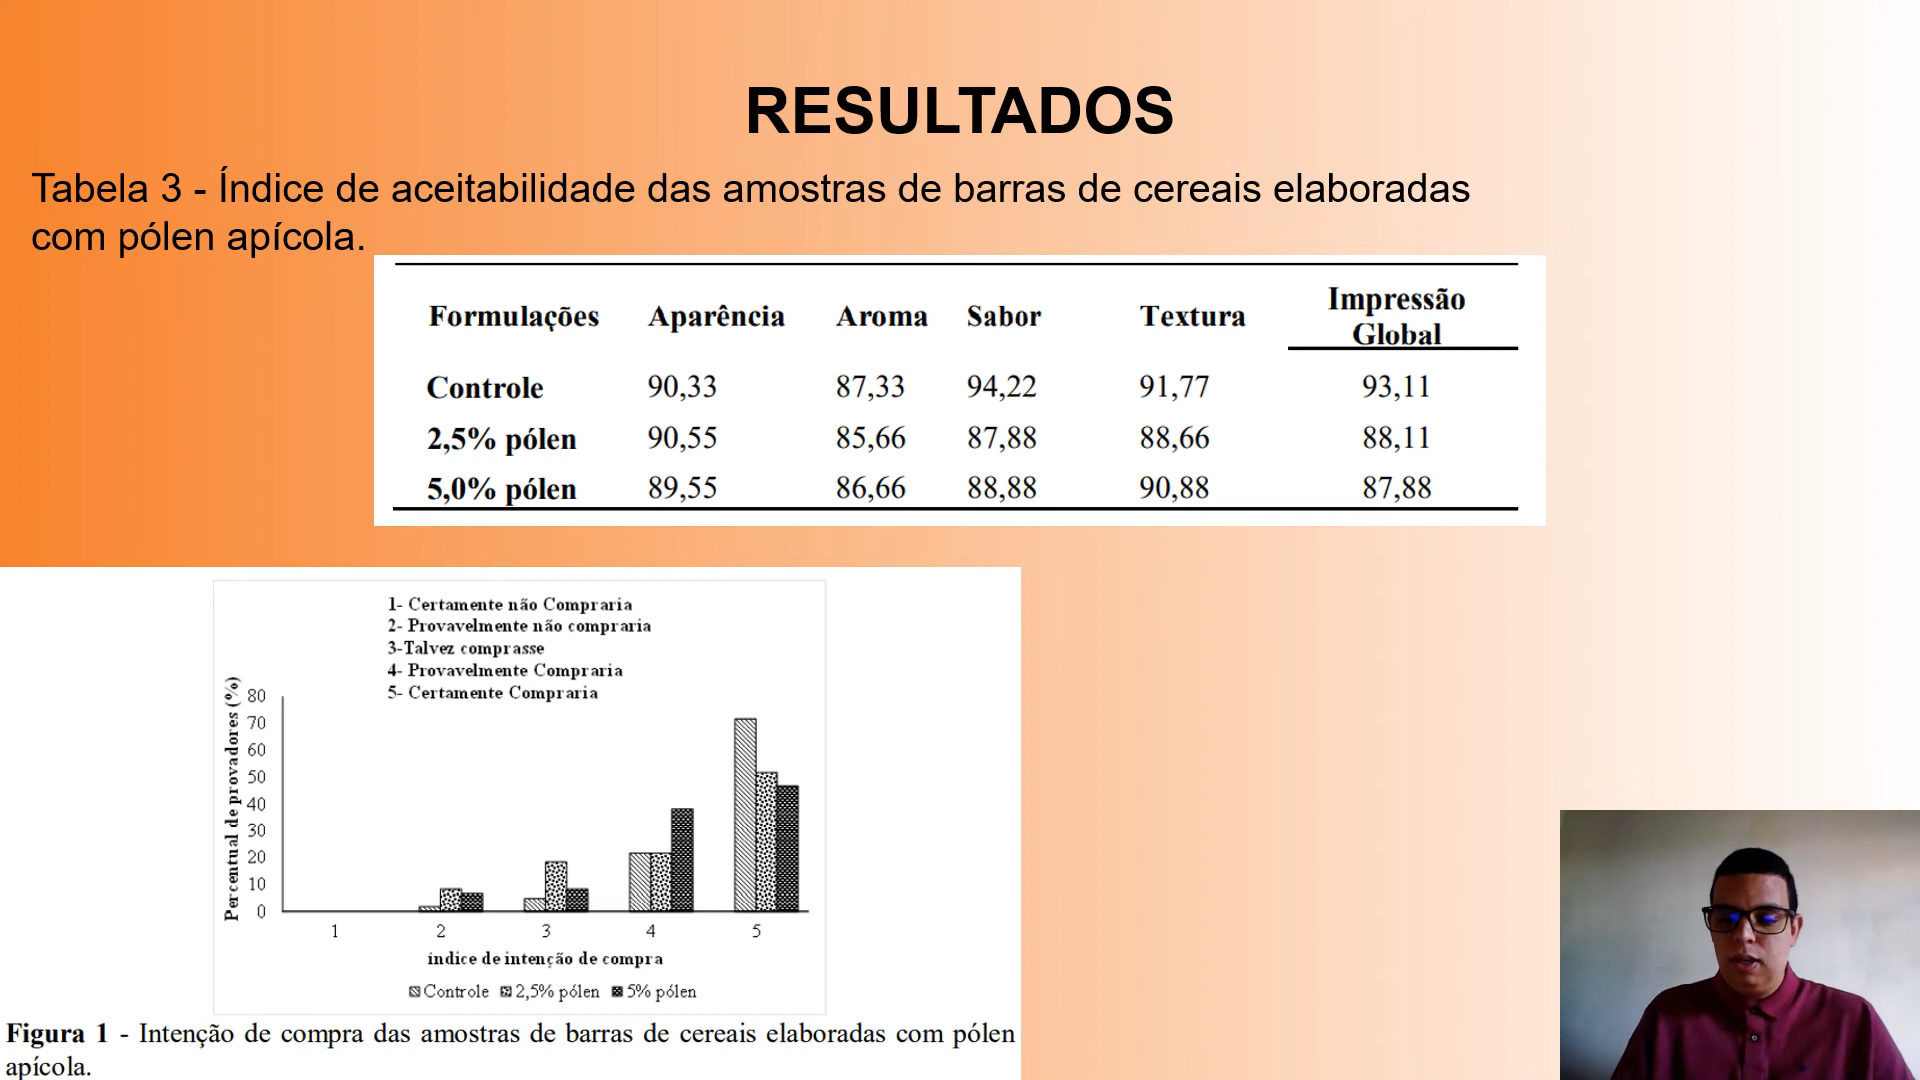 RESULTADOS
Tabela 3 - Índice de aceitabilidade das amostras de barras de cereais elaboradas
com pólen apícola.
Formulações Aparência Aroma Sabor Textura Impressão Global
Controle 90,33 87,33 94,22 91,77 93,11
2,5% pólen 90,55 85,66 87,88 88,66 88,11
5,0% pólen 89,55 86,66 88,88 90,88 87,88
1- Certamente não Compraria
2- Provavelmente não compraria
3-Talvez comprasse
4- Provavelmente Compraria
5- Certamente Compraria
Percentual de provadores (%)
80
70
60
50
40
30
20
10
0
1 2 3 4 5
índice de intenção de compra
Controle 2,5% pólen 5% pólen
Figura 1 - Intenção de compra das amostras de barras de cereais elaboradas com pólen
apícola.